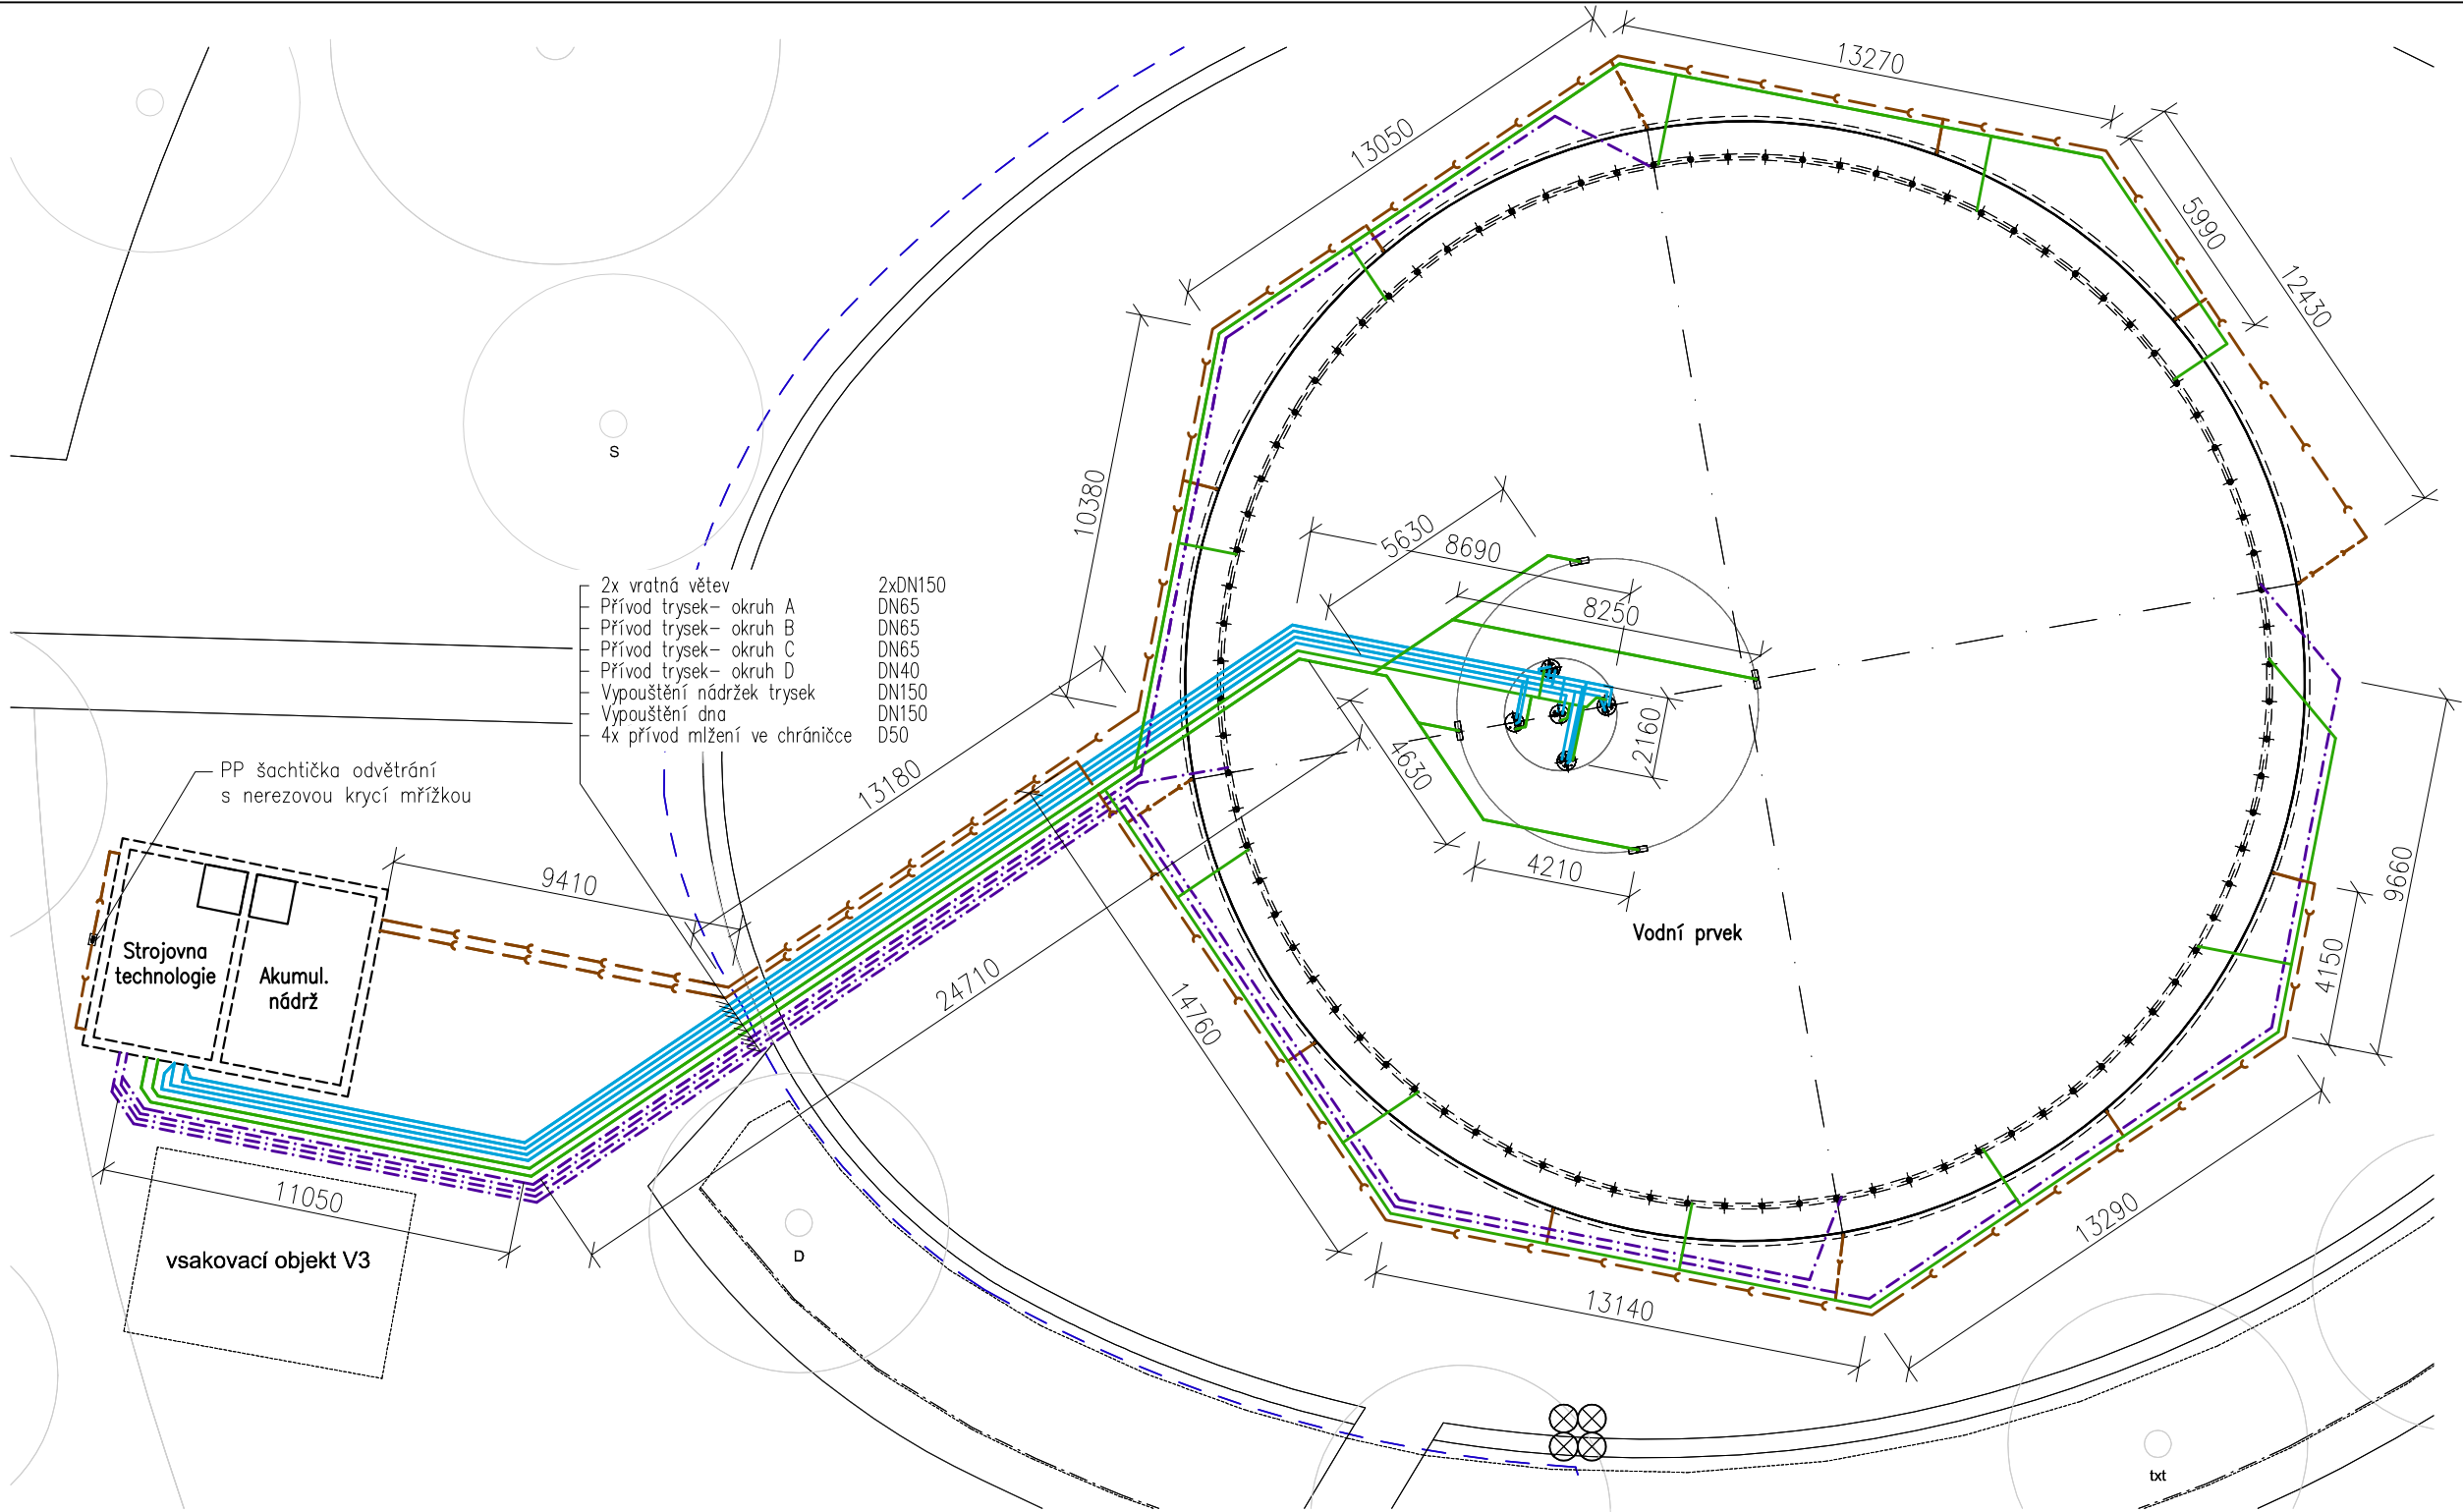 13270
13050
5990
12430
S
10380
5630
8690
8250
2x vratná větev 2xDN150
Přívod trysek- okruh A DN65
Přívod trysek- okruh B DN65
Přívod trysek- okruh C DN65
Přívod trysek- okruh D DN40
Vypouštění nádržek trysek DN150
Vypouštění dna DN150
4x přívod mlžení ve chráničce D50
2160
4630
PP šachtička odvětrání
s nerezovou krycí mřížkou
13180
9410
4210
9660
Vodní prvek
Strojovna
technologie
Akumul.
nádrž
24710
14760
4150
11050
vsakovací objekt V3
D
13290
13140
txt